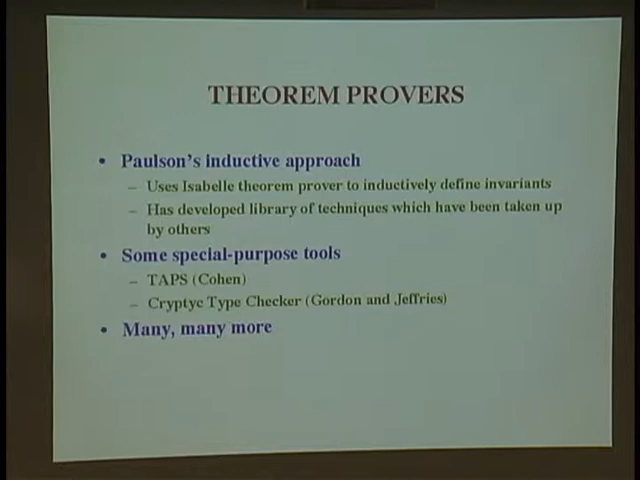 THEOREM PROVERS
• Paulson's inductive approach
– Uses Isabelle theorem prover to inductively define invariants
– Has developed library of techniques which have been taken up
by others
• Some special-purpose tools
– TAPS (Cohen)
– Cryptyc Type Checker (Gordon and Jeffries)
• Many, many more